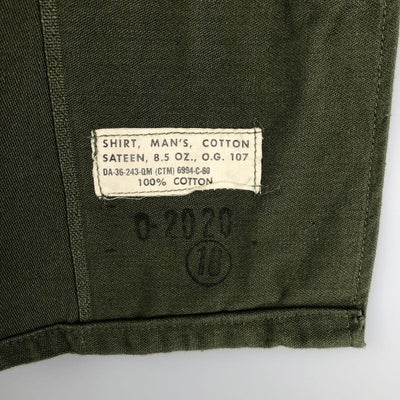 SHIRT, MAN'S, COTTON
SATEEN, 8.5 OZ., O.G. 107
DA-36-243-QM (CTM) 6994-C-60
100% COTTON
O-2020
18